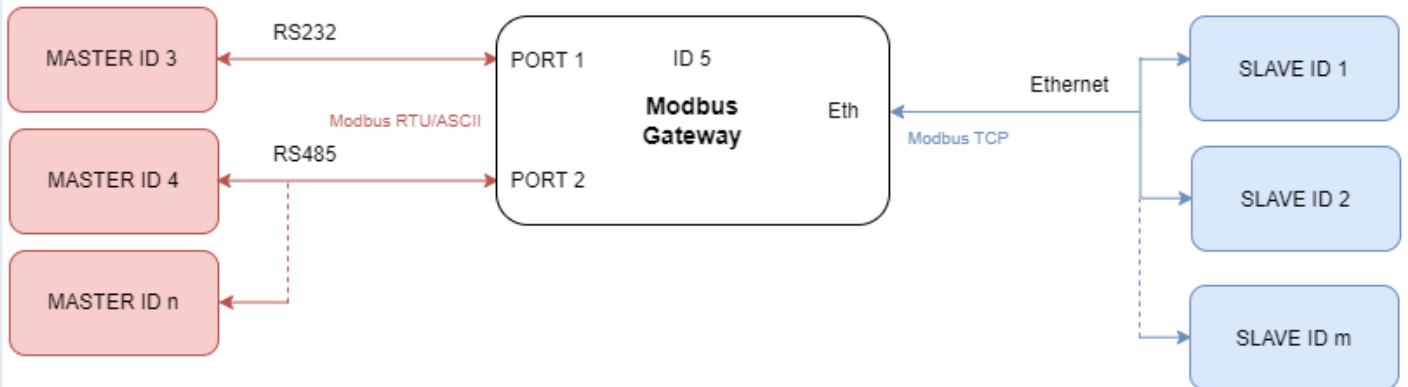 MASTER ID 3
RS232
PORT 1
ID 5
Modbus
Gateway
Eth
Ethernet
SLAVE ID 1
Modbus RTU/ASCII
Modbus TCP
MASTER ID 4
RS485
PORT 2
SLAVE ID 2
MASTER ID n
SLAVE ID m